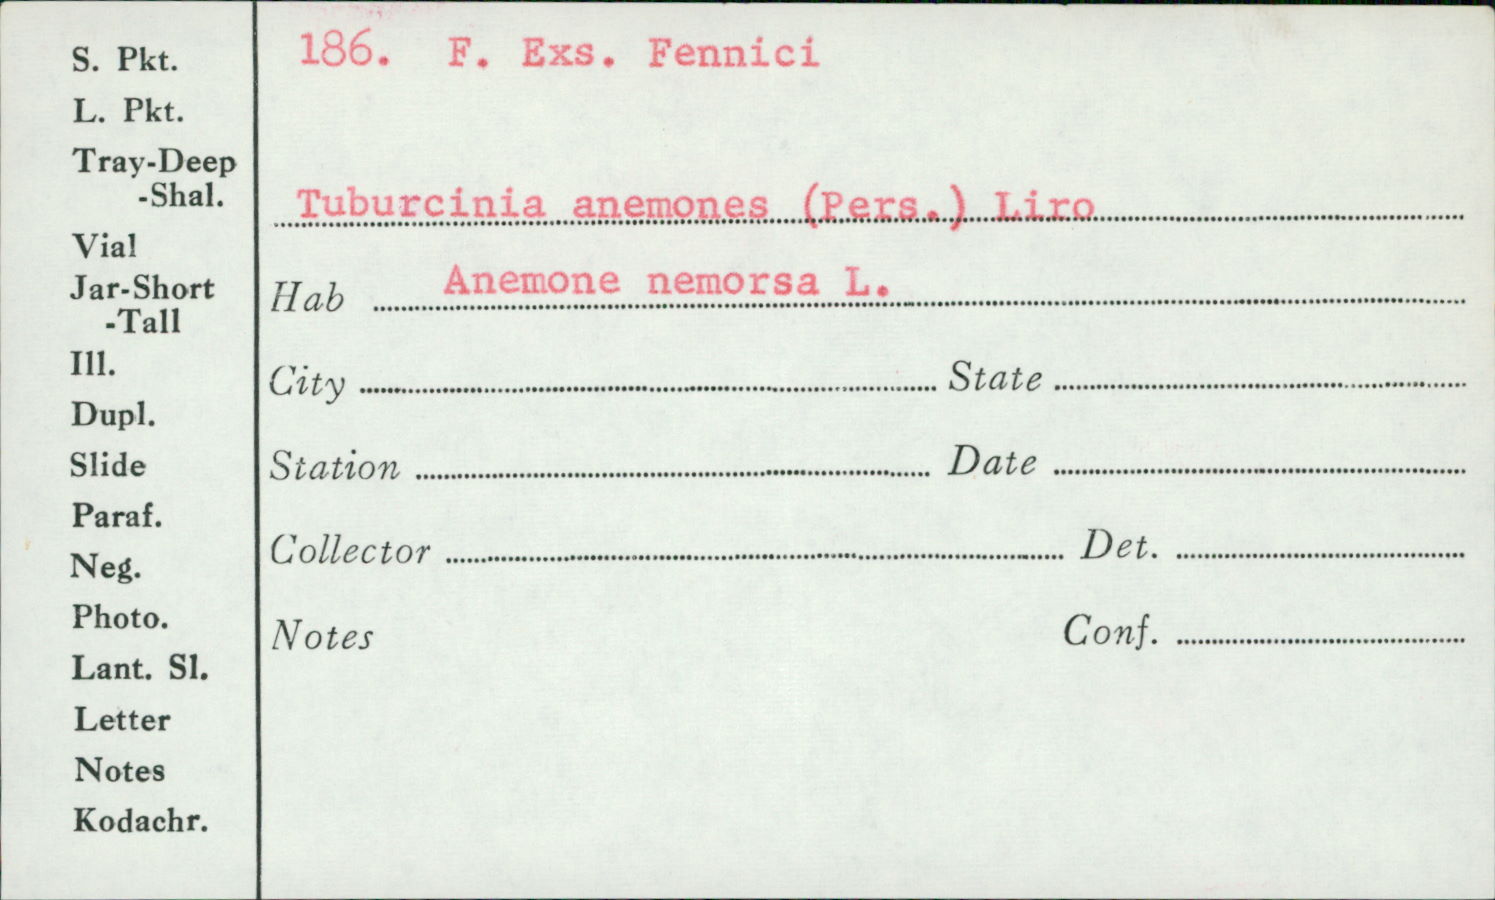 186. F. Exs. Fennici
Tuburcinia anemones (Pers.) Liro
Hab Anemone nemorsa L.
City State
Station Date
Collector Det.
Notes Conf.
S. Pkt.
L. Pkt.
Tray-Deep
-Shal.
Vial
Jar-Short
-Tall
Ill.
Dupl.
Slide
Paraf.
Neg.
Photo.
Lant. Sl.
Letter
Notes
Kodachr.